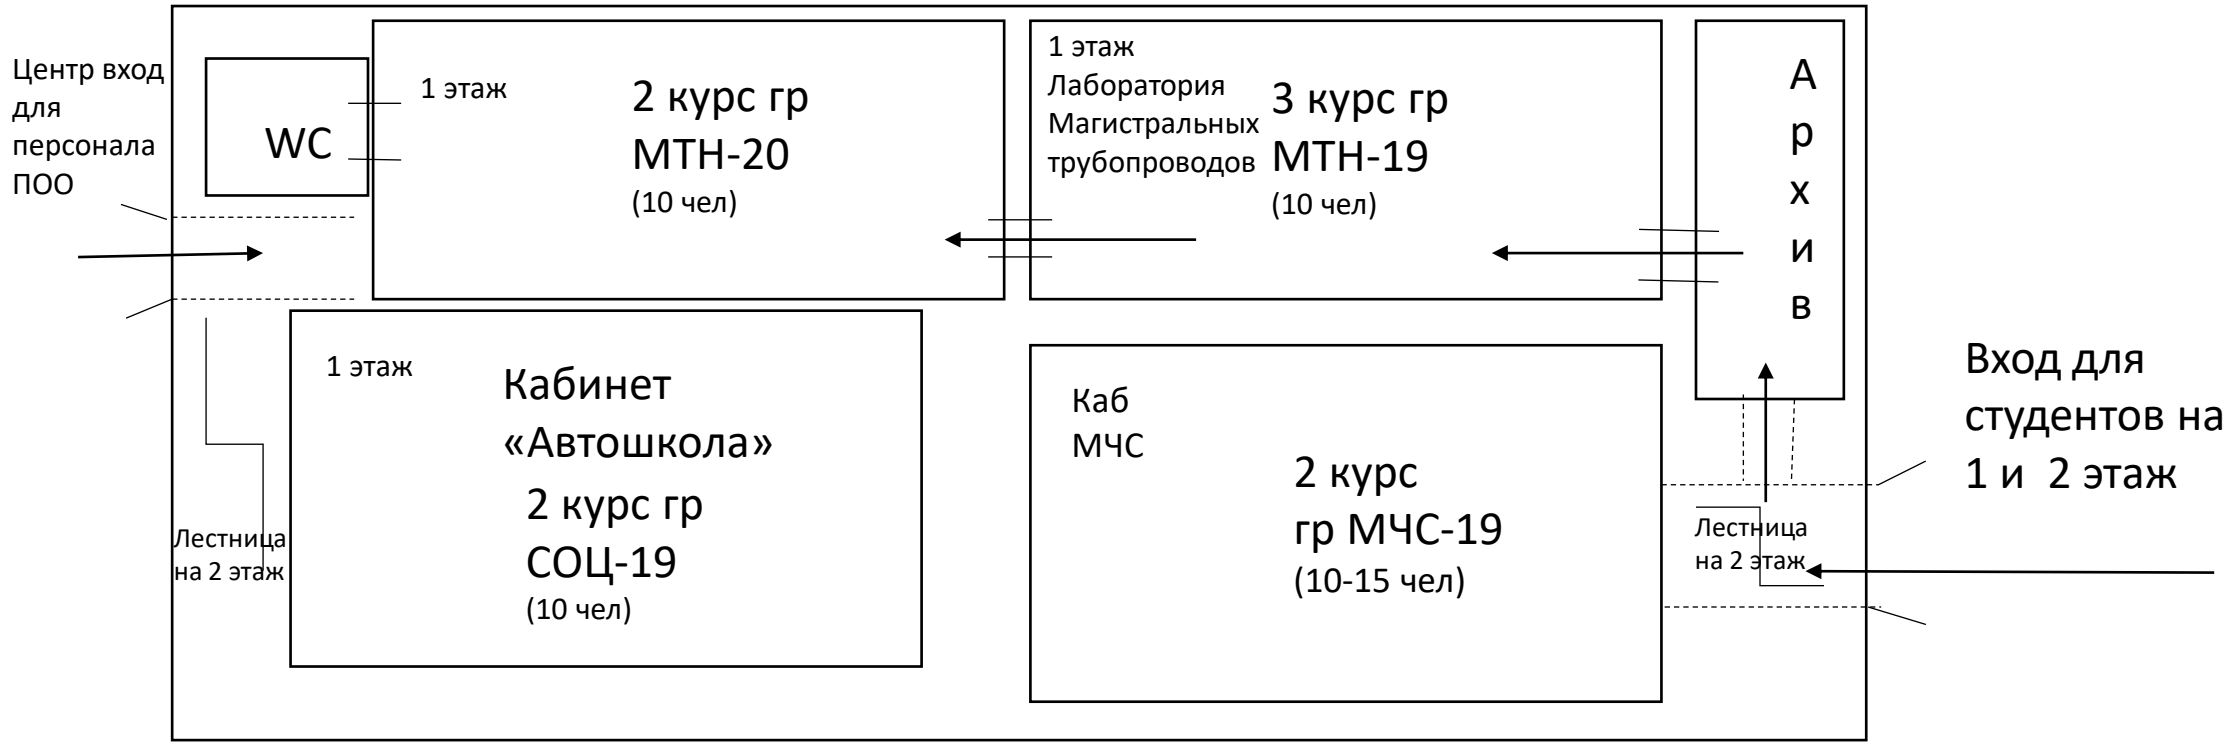 Центр вход
для
персонала
ПОО
WC
1 этаж
2 курс гр
МТН-20
(10 чел)
1 этаж
Лаборатория
Магистральных
трубопроводов
3 курс гр
МТН-19
(10 чел)
А
р
х
и
в
1 этаж
Кабинет
«Автошкола»
2 курс гр
СОЦ-19
(10 чел)
Лестница
на 2 этаж
Каб
МЧС
2 курс
гр МЧС-19
(10-15 чел)
Лестница
на 2 этаж
Вход для
студентов на
1 и 2 этаж